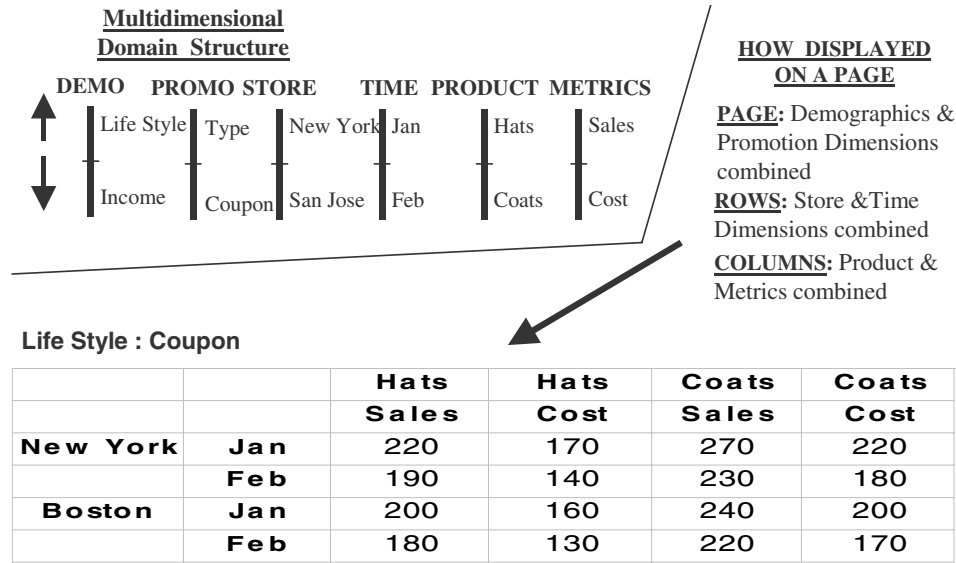 Multidimensional
Domain Structure
DEMO PROMO STORE TIME PRODUCT METRICS
Life Style Type New York Jan Hats Sales
Income Coupon San Jose Feb Coats Cost
HOW DISPLAYED
ON A PAGE
PAGE: Demographics &
Promotion Dimensions
combined
ROWS: Store &Time
Dimensions combined
COLUMNS: Product &
Metrics combined
Life Style : Coupon
Hats Hats Coats Coats
Sales Cost Sales Cost
New York Jan 220 170 270 220
Feb 190 140 230 180
Boston Jan 200 160 240 200
Feb 180 130 220 170